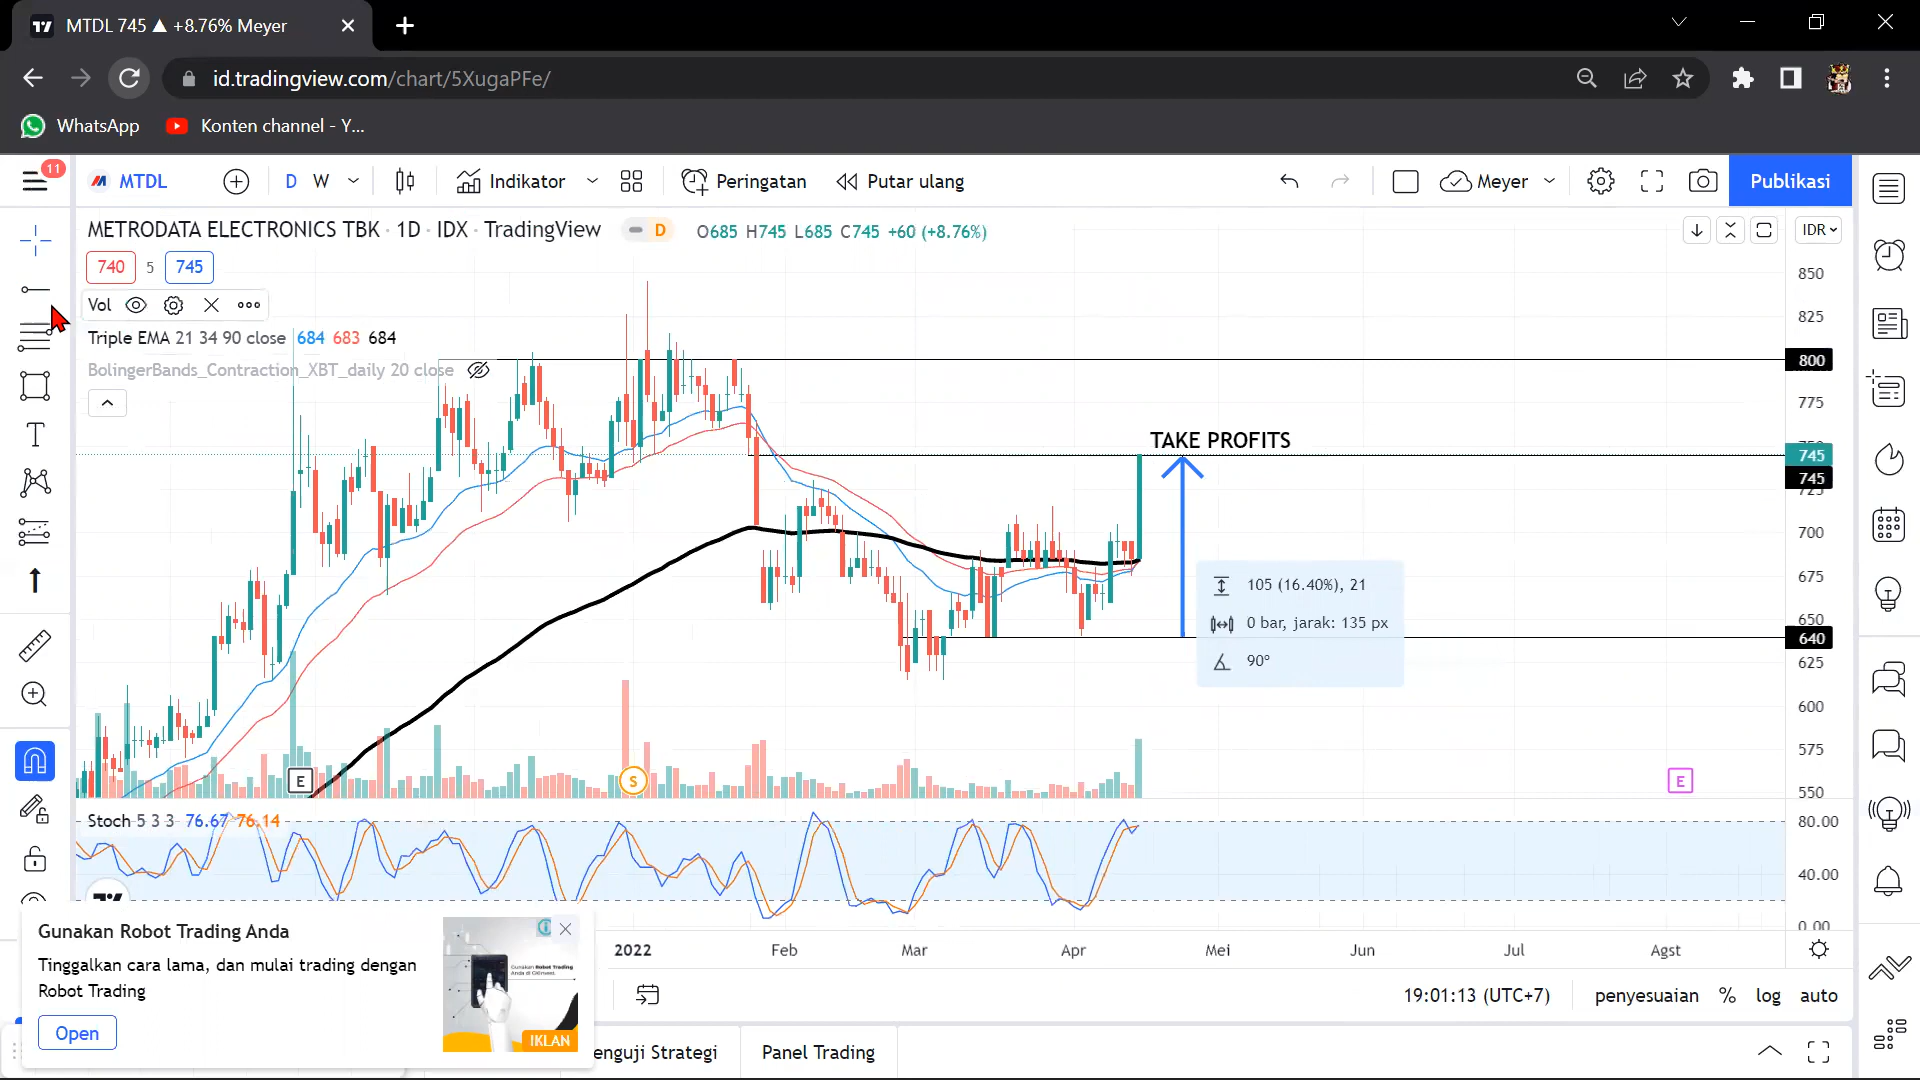 MTDL 745 ▲ +8.76% Meyer
id.tradingview.com/chart/5XugaPFe/
WhatsApp
Konten channel - Y...
11
MTDL
D
W
Indikator
Peringatan
Putar ulang
Meyer
Publikasi
METRODATA ELECTRONICS TBK · 1D · IDX · TradingView
D
O685 H745 L685 C745 +60 (+8.76%)
IDR
740
5
745
Vol
Triple EMA 21 34 90 close 684 683 684
BolingerBands_Contraction_XBT_daily 20 close
TAKE PROFITS
105 (16.40%), 21
0 bar, jarak: 135 px
90°
850
825
800
775
745
745
725
700
675
650
640
625
600
575
550
E
S
E
Stoch 5 3 3 76.67 76.14
80.00
40.00
0.00
2022
Feb
Mar
Apr
Mei
Jun
Jul
Agst
19:01:13 (UTC+7)
penyesuaian
%
log
auto
Gunakan Robot Trading Anda
Tinggalkan cara lama, dan mulai trading dengan
Robot Trading
Open
Gunakan Robot Trading
IKLAN
enguji Strategi
Panel Trading